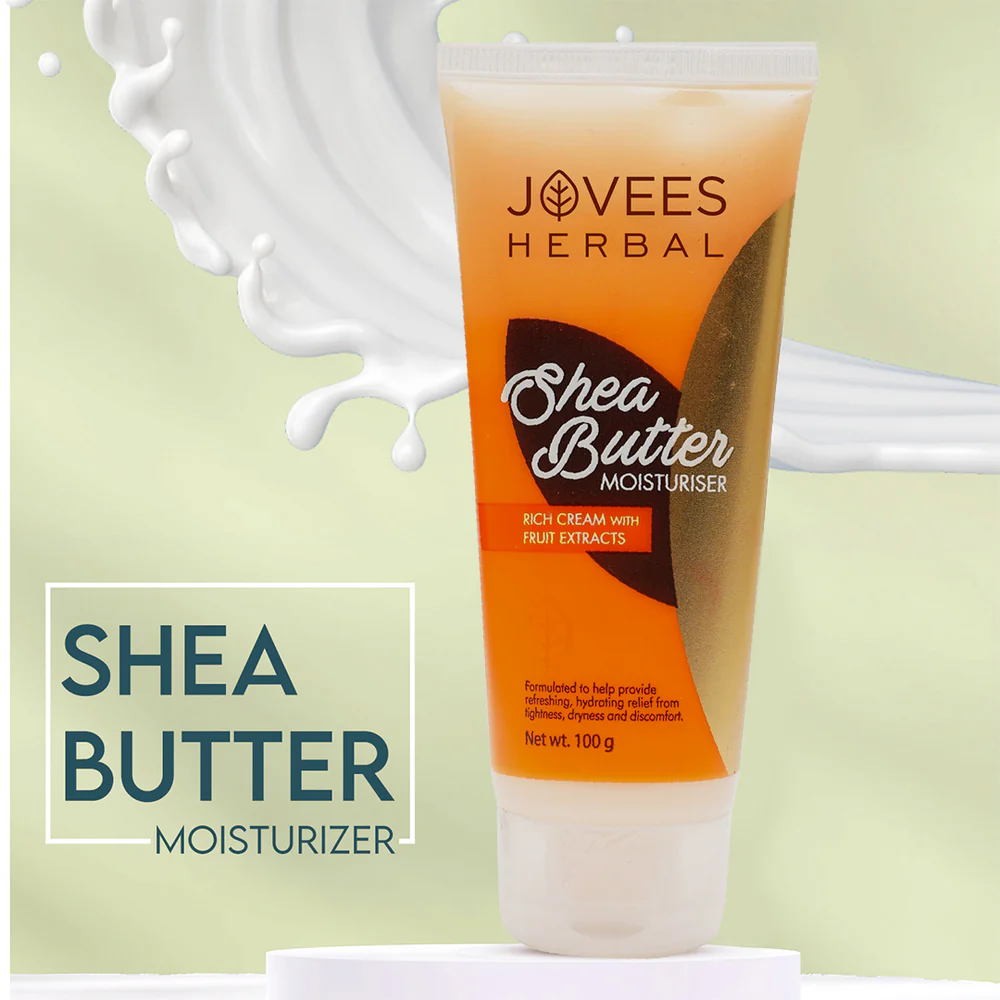 JOVEES
HERBAL
Shea
Butter
MOISTURISER
RICH CREAM WITH
FRUIT EXTRACTS
Formulated to help provide
refreshing, hydrating relief from
tightness, dryness and discomfort.
Net wt. 100 g
SHEA
BUTTER
MOISTURIZER